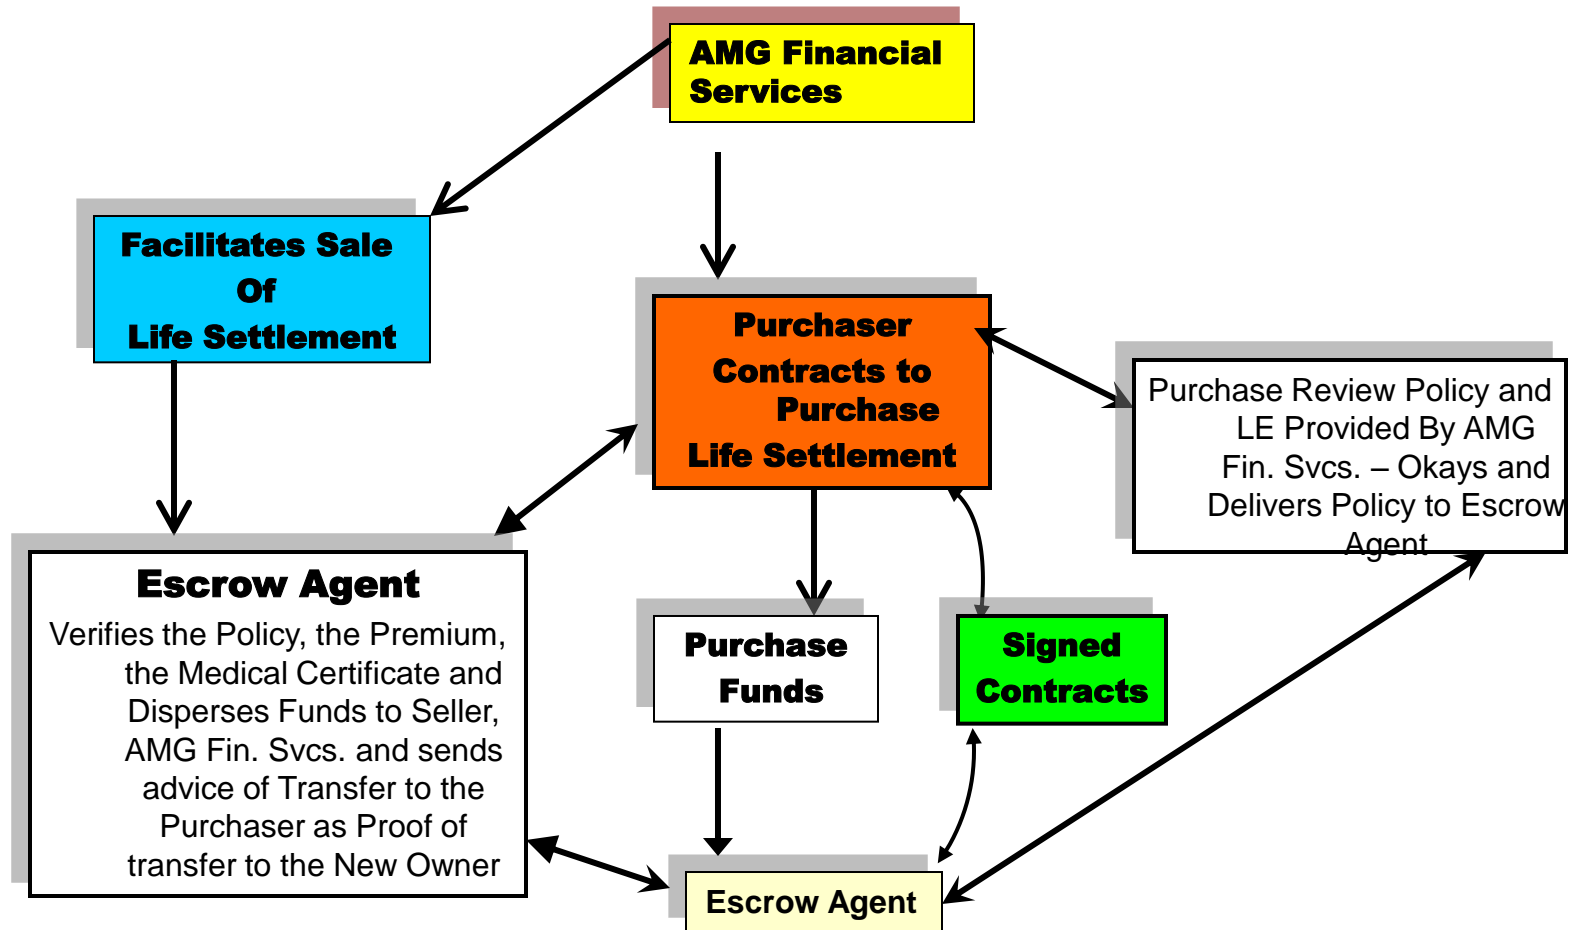 AMG Financial
Services
Facilitates Sale
Of
Life Settlement
Purchaser
Contracts to
Purchase
Life Settlement
Purchase Review Policy and
LE Provided By AMG
Fin. Svcs. – Okays and
Delivers Policy to Escrow
Agent
Escrow Agent
Verifies the Policy, the Premium,
the Medical Certificate and
Disperses Funds to Seller,
AMG Fin. Svcs. and sends
advice of Transfer to the
Purchaser as Proof of
transfer to the New Owner
Purchase
Funds
Signed
Contracts
Escrow Agent